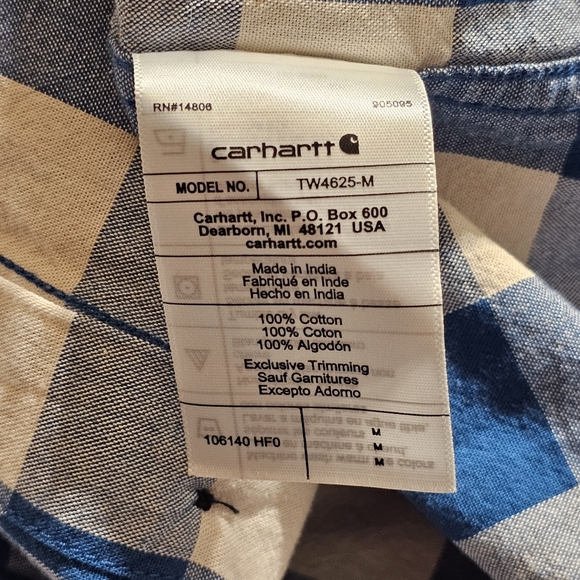 RN#14806 905095
carhartt
MODEL NO. TW4625-M
Carhartt, Inc. P.O. Box 600
Dearborn, MI 48121 USA
carhartt.com
Made in India
Fabriqué en Inde
Hecho en India
100% Cotton
100% Coton
100% Algodón
Exclusive Trimming
Sauf Garnitures
Excepto Adorno
106140 HF0
M
M
M